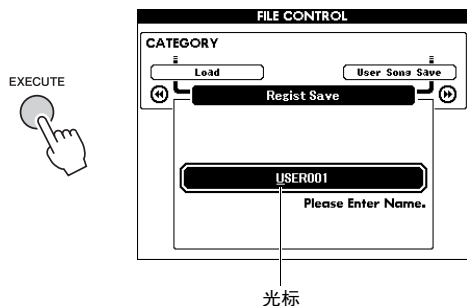 FILE CONTROL
CATEGORY
Load
User Song Save
EXECUTE
Regist Save
USER001
Please Enter Name.
光标